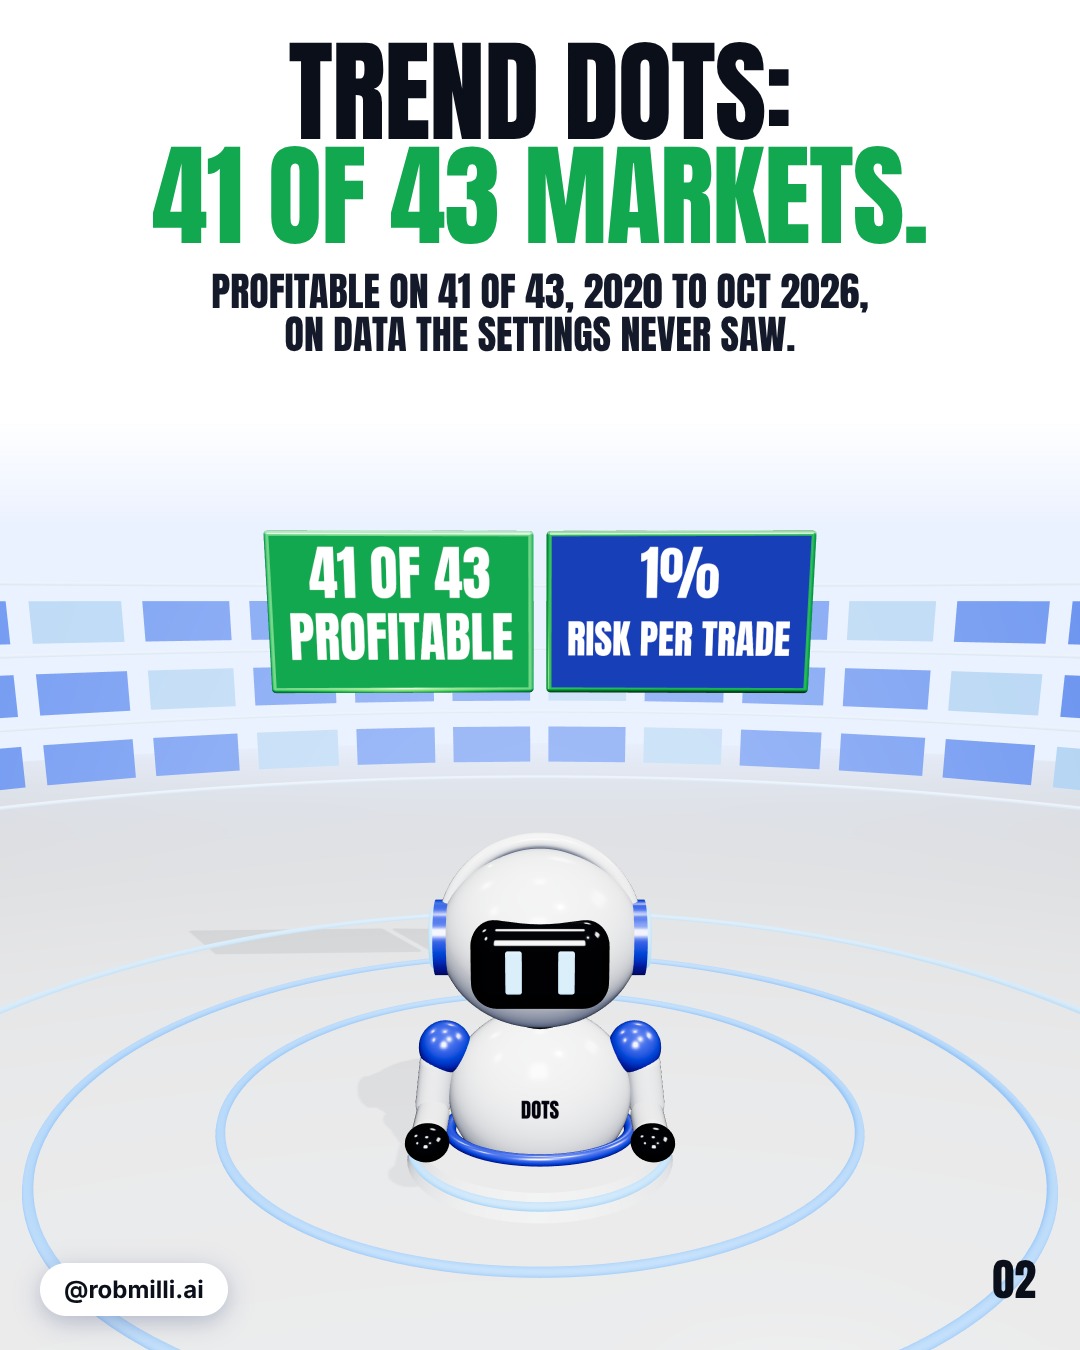 TREND DOTS:
41 OF 43 MARKETS.
PROFITABLE ON 41 OF 43, 2020 TO OCT 2026,
ON DATA THE SETTINGS NEVER SAW.
41 OF 43
PROFITABLE
1%
RISK PER TRADE
DOTS
@robmilli.ai
02